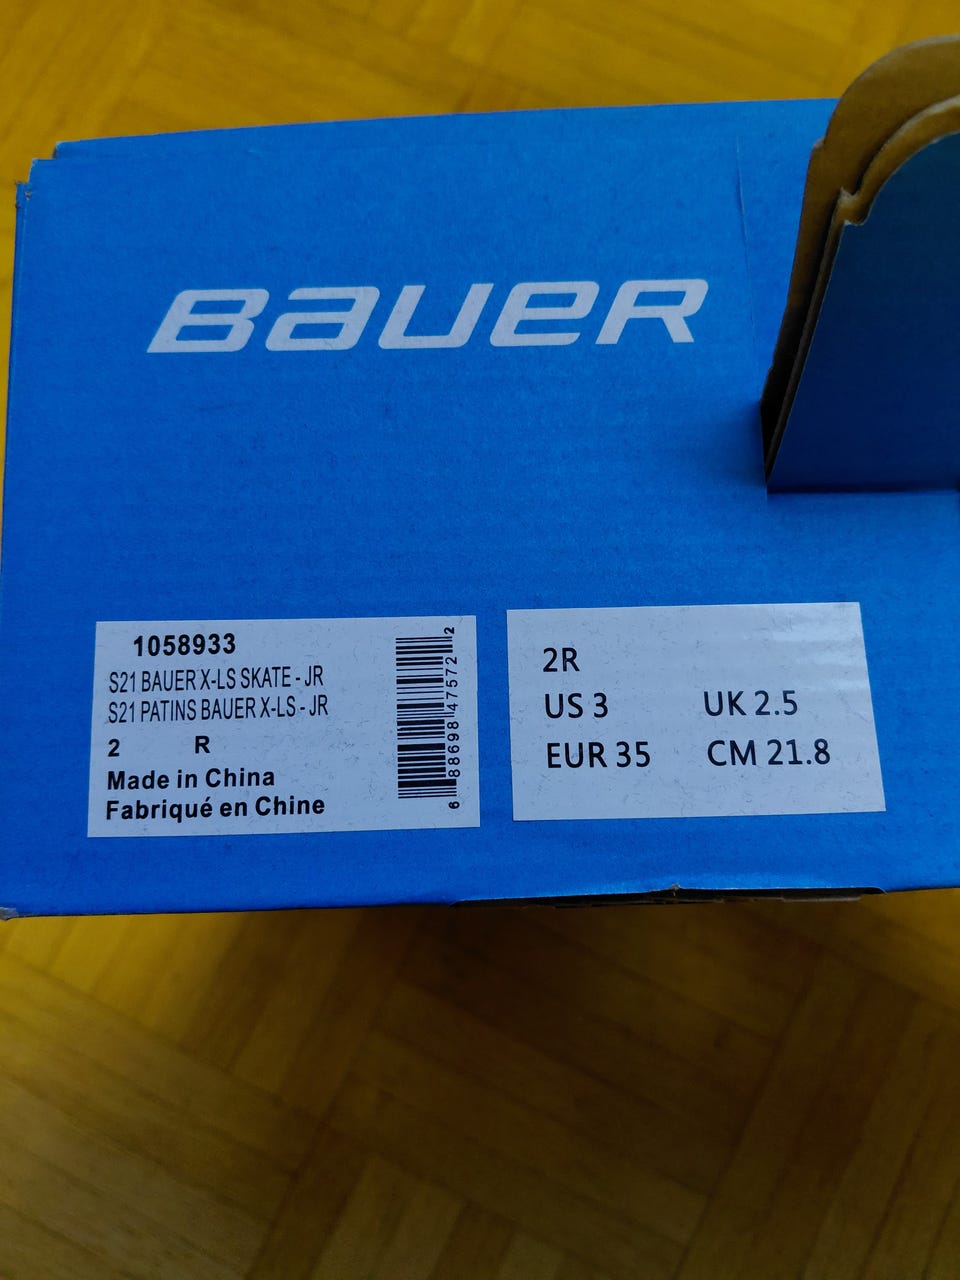 BAUER
1058933
S21 BAUER X-LS SKATE - JR
S21 PATINS BAUER X-LS - JR
2 R
Made in China
Fabriqué en Chine
6 88698 47572 2
2R
US 3 UK 2.5
EUR 35 CM 21.8